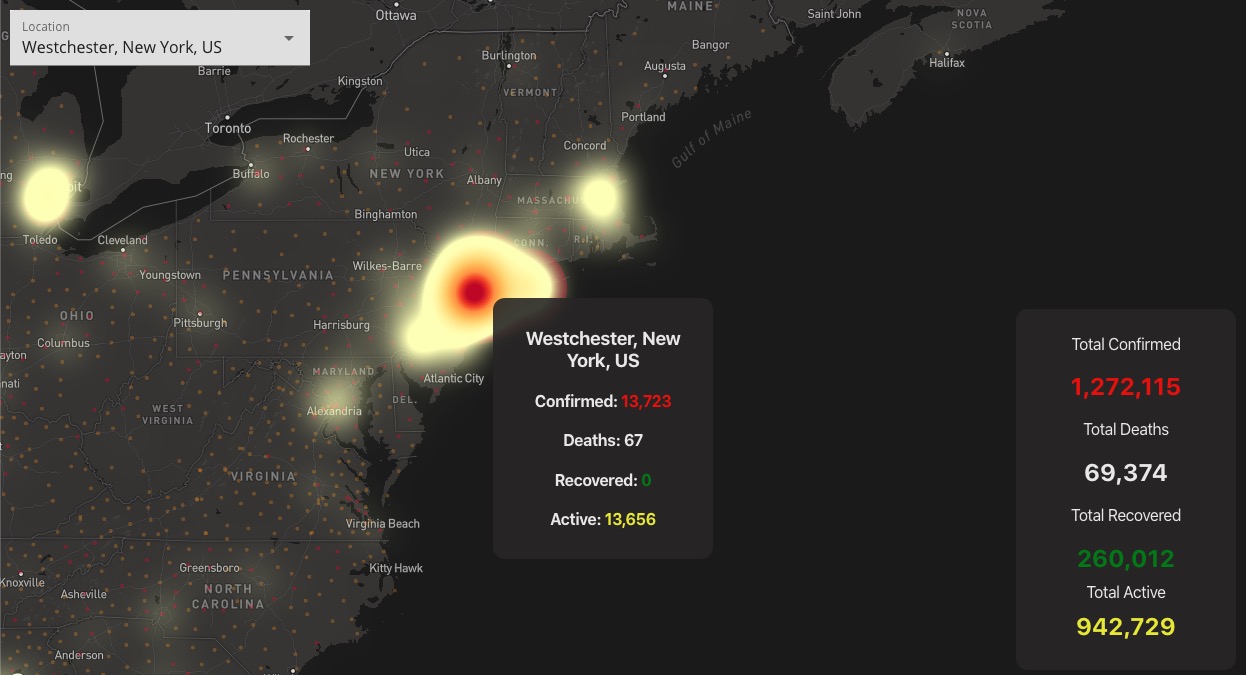 Location
Westchester, New York, US
Ottawa
MAINE
Saint John
NOVA
SCOTIA
Bangor
Burlington
Halifax
Augusta
Barrie
Kingston
VERMONT
Portland
Gulf of Maine
Toronto
Rochester
Concord
Utica
Buffalo
NEW YORK
Albany
MASSACHUS
Binghamton
Toledo
Cleveland
CONN.
R.I.
Youngstown
PENNSYLVANIA
Wilkes-Barre
OHIO
Pittsburgh
Harrisburg
Columbus
ayton
MARYLAND
Atlantic City
nati
DEL.
WEST
VIRGINIA
Alexandria
VIRGINIA
Virginia Beach
Greensboro
Kitty Hawk
Knoxville
Asheville
NORTH
CAROLINA
Anderson
Westchester, New
York, US
Confirmed: 13,723
Deaths: 67
Recovered: 0
Active: 13,656
Total Confirmed
1,272,115
Total Deaths
69,374
Total Recovered
260,012
Total Active
942,729